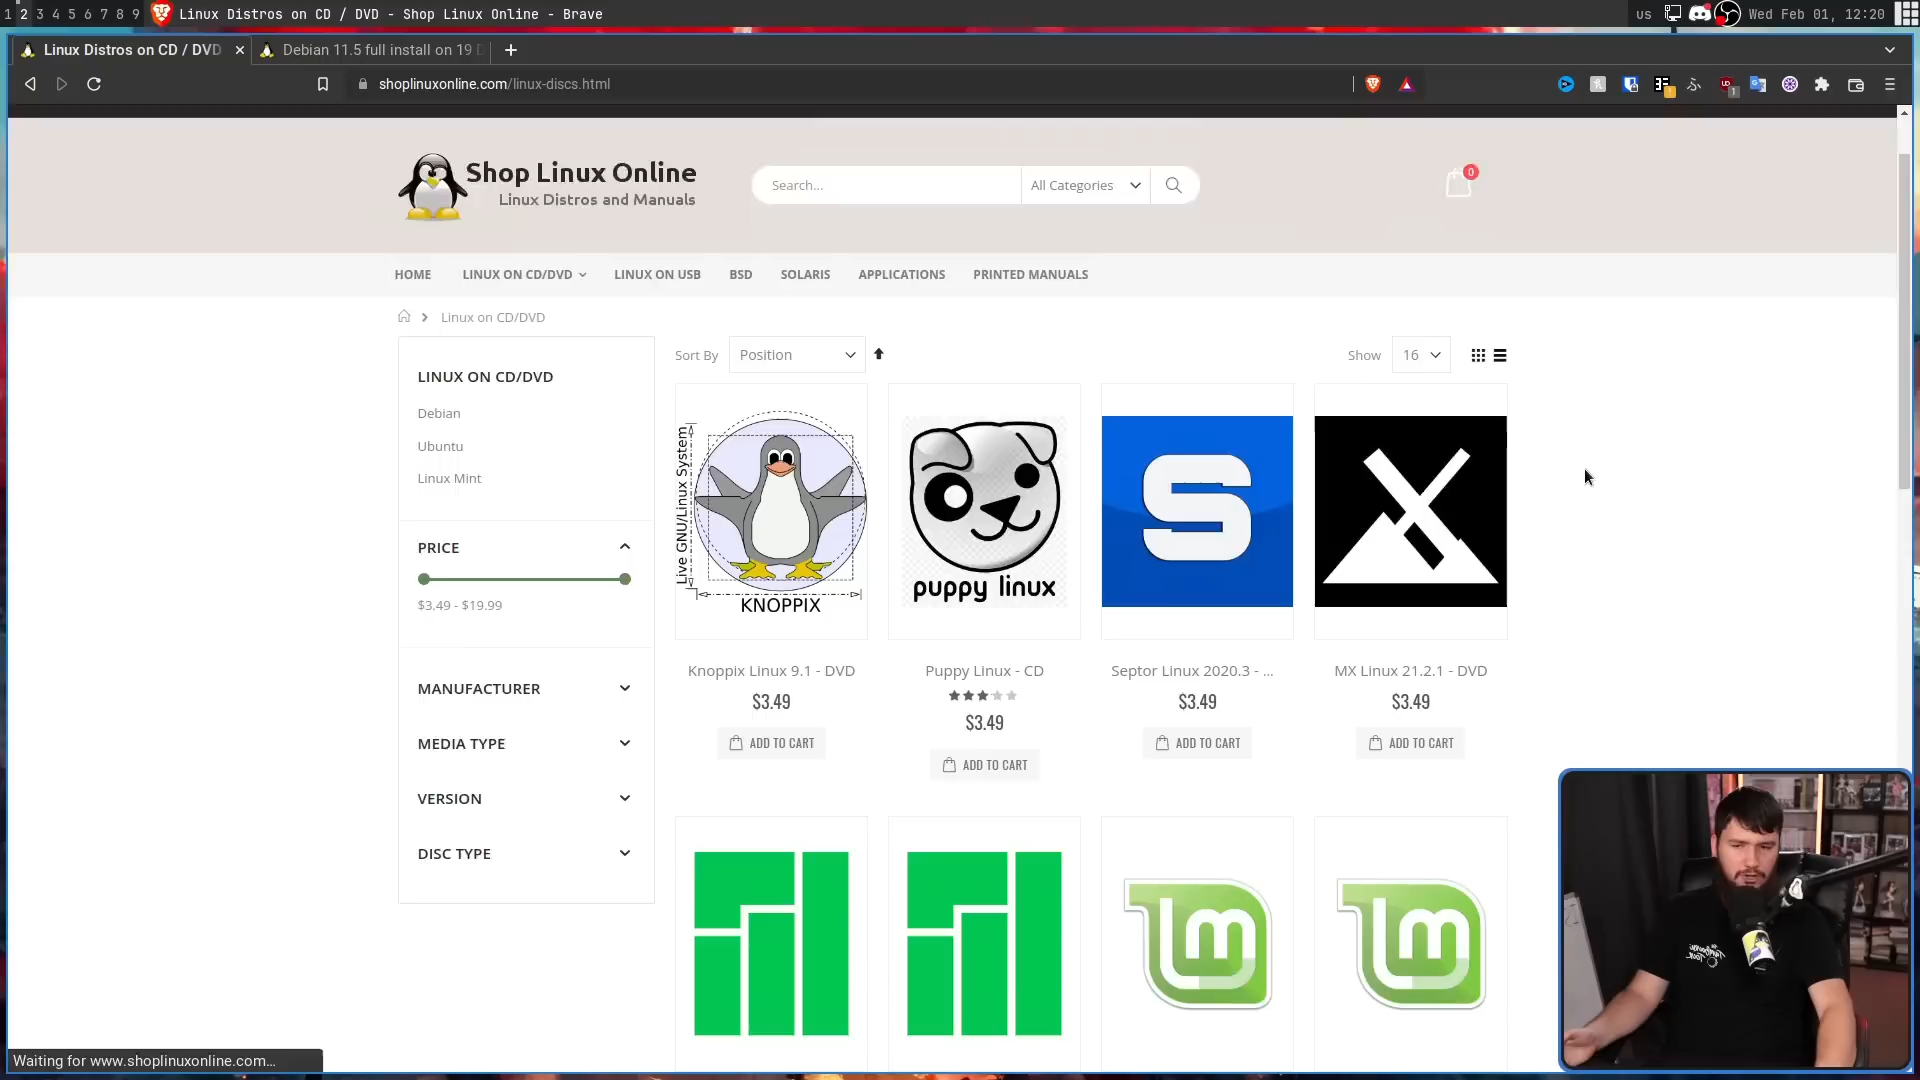 1 2 3 4 5 6 7 8 9 Linux Distros on CD / DVD - Shop Linux Online - Brave
us Wed Feb 01, 12:20
Linux Distros on CD / DVD
Debian 11.5 full install on 19
shoplinuxonline.com/linux-discs.html
Shop Linux Online
Linux Distros and Manuals
Search...
All Categories
0
HOME LINUX ON CD/DVD LINUX ON USB BSD SOLARIS APPLICATIONS PRINTED MANUALS
Linux on CD/DVD
LINUX ON CD/DVD
Debian
Ubuntu
Linux Mint
PRICE
$3.49 - $19.99
MANUFACTURER
MEDIA TYPE
VERSION
DISC TYPE
Sort By Position
Show 16
Live GNU/Linux System
KNOPPIX
puppy linux
S
Knoppix Linux 9.1 - DVD
$3.49
ADD TO CART
Puppy Linux - CD
$3.49
ADD TO CART
Septor Linux 2020.3 - ...
$3.49
ADD TO CART
MX Linux 21.2.1 - DVD
$3.49
ADD TO CART
lm
lm
Waiting for www.shoplinuxonline.com...